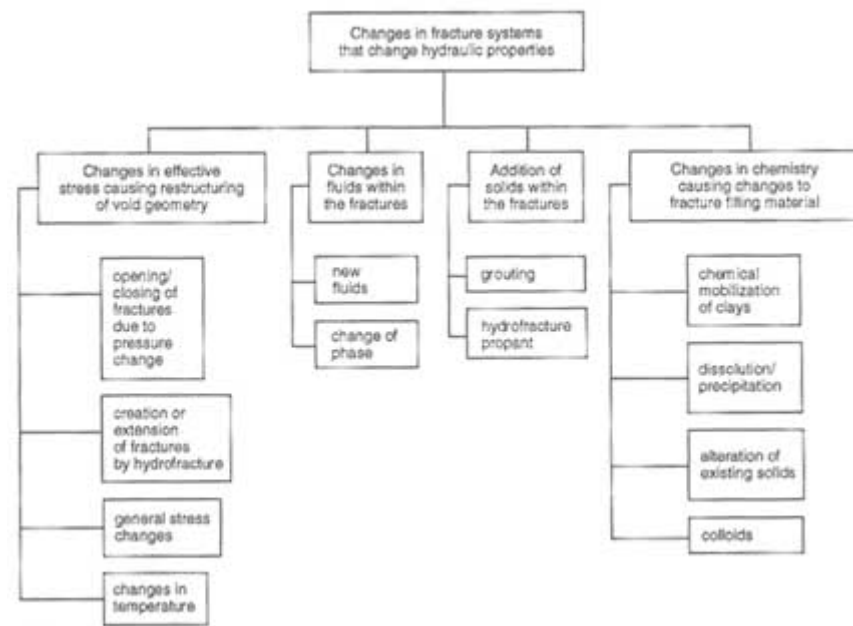 Changes in fracture systems
that change hydraulic properties
Changes in effective
stress causing restructuring
of void geometry
opening/
closing of
fractures
due to
pressure
change
creation or
extension
of fractures
by hydrofracture
general stress
changes
changes in
temperature
Changes in
fluids within
the fractures
new
fluids
change of
phase
Addition of
solids within
the fractures
grouting
hydrofracture
propant
Changes in chemistry
causing changes to
fracture filling material
chemical
mobilization
of clays
dissolution/
precipitation
alteration of
existing solids
colloids